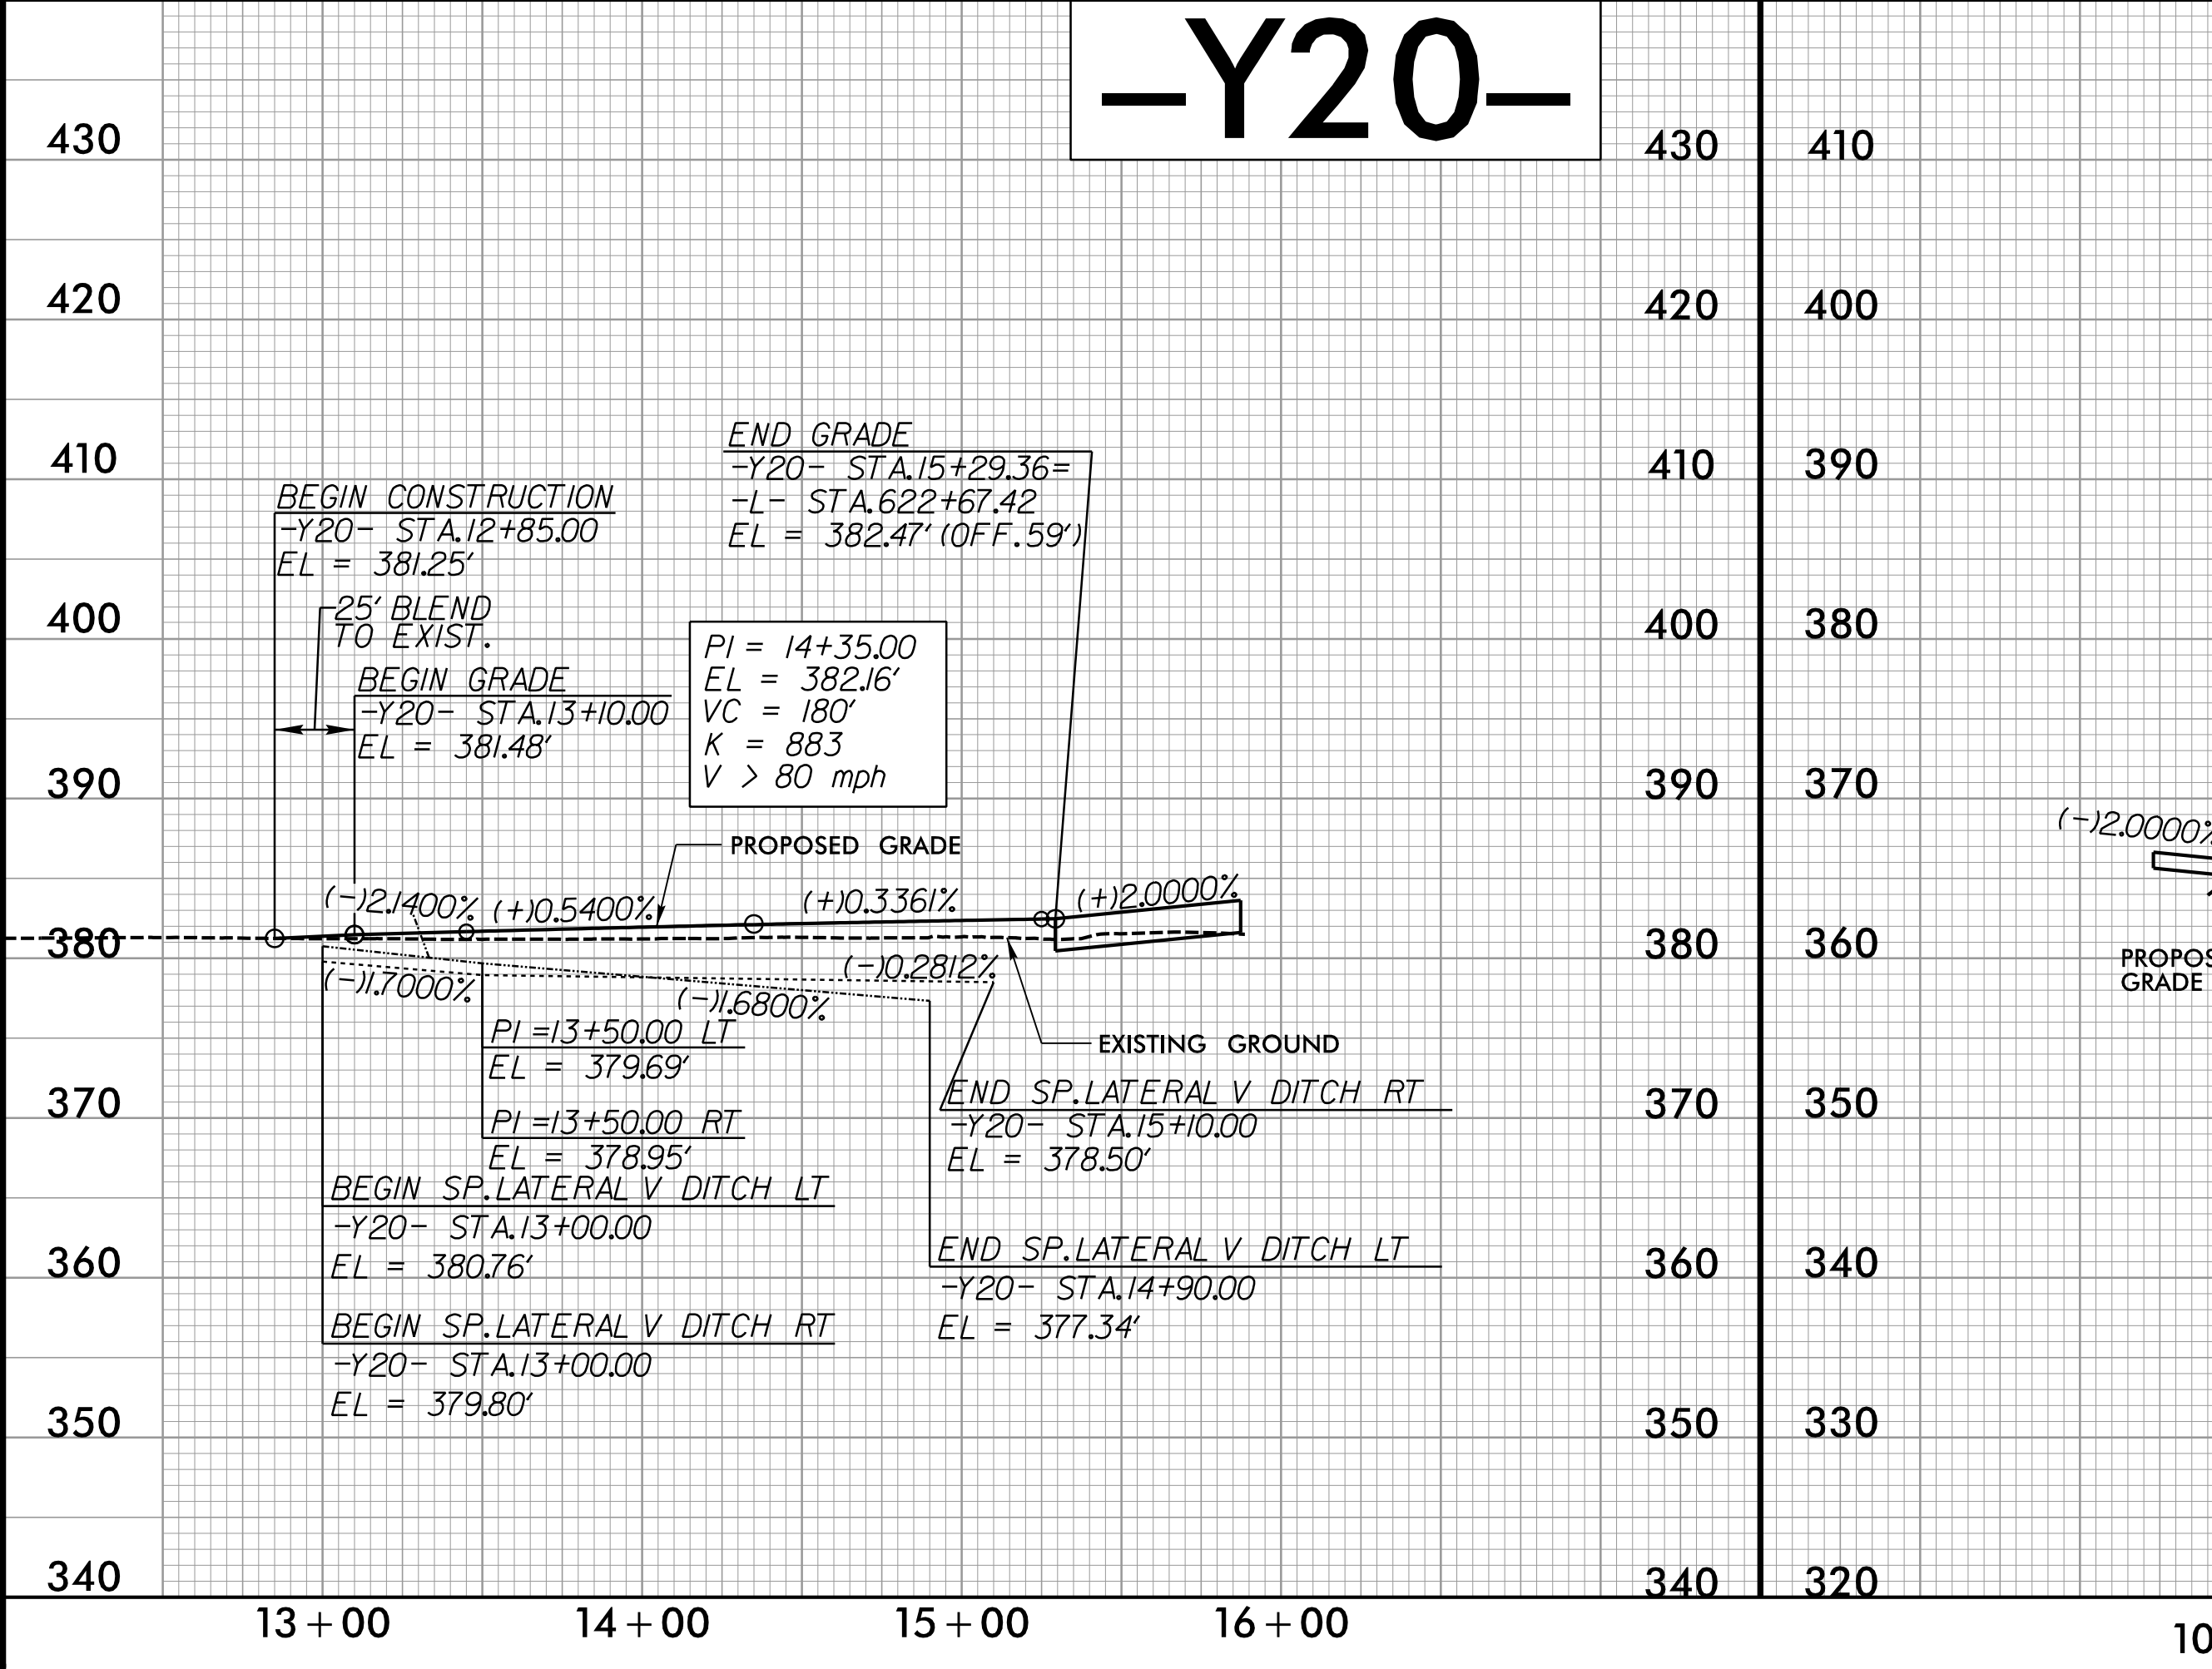 -Y20-
430
420
410
400
390
380
370
360
350
340
430
420
410
400
390
380
370
360
350
340
410
400
390
380
370
360
350
340
330
320
END GRADE
-Y20- STA.15+29.36=
-L- STA.622+67.42
EL = 382.47' (OFF.59')
BEGIN CONSTRUCTION
-Y20- STA.12+85.00
EL = 381.25'
25' BLEND
TO EXIST.
BEGIN GRADE
-Y20- STA.13+10.00
EL = 381.48'
PI = 14+35.00
EL = 382.16'
VC = 180'
K = 883
V > 80 mph
PROPOSED GRADE
(-)2.1400%
(+)0.5400%
(+)0.3361%
(+)2.0000%
(-)1.7000%
(-)1.6800%
(-)0.2812%
EXISTING GROUND
PI =13+50.00 LT
EL = 379.69'
PI =13+50.00 RT
EL = 378.95'
BEGIN SP.LATERAL V DITCH LT
-Y20- STA.13+00.00
EL = 380.76'
BEGIN SP.LATERAL V DITCH RT
-Y20- STA.13+00.00
EL = 379.80'
END SP.LATERAL V DITCH RT
-Y20- STA.15+10.00
EL = 378.50'
END SP.LATERAL V DITCH LT
-Y20- STA.14+90.00
EL = 377.34'
(-)2.0000%
PROPOS
GRADE
13+00
14+00
15+00
16+00
10